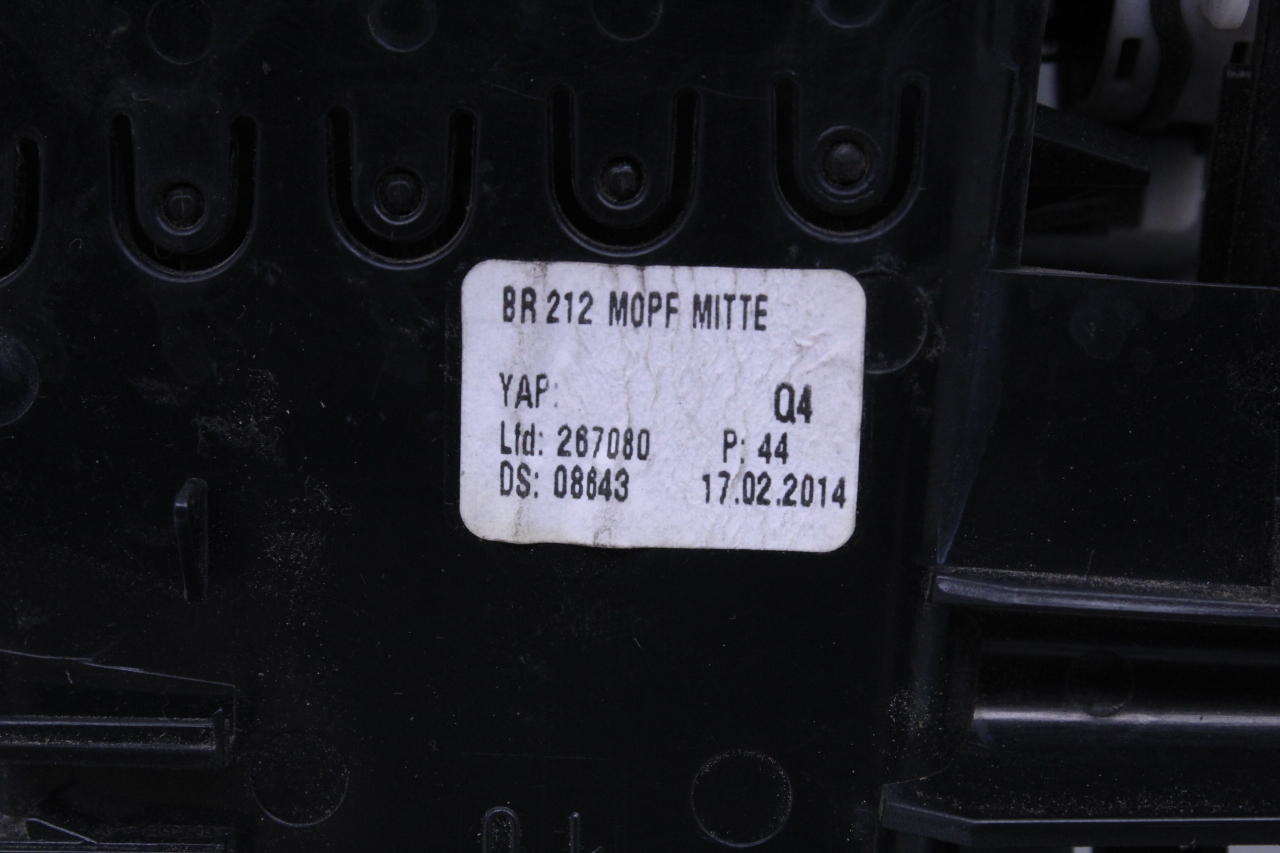 BR 212 MOPF MITTE
YAP: Q4
Lfd: 267080 P: 44
DS: 08643 17.02.2014